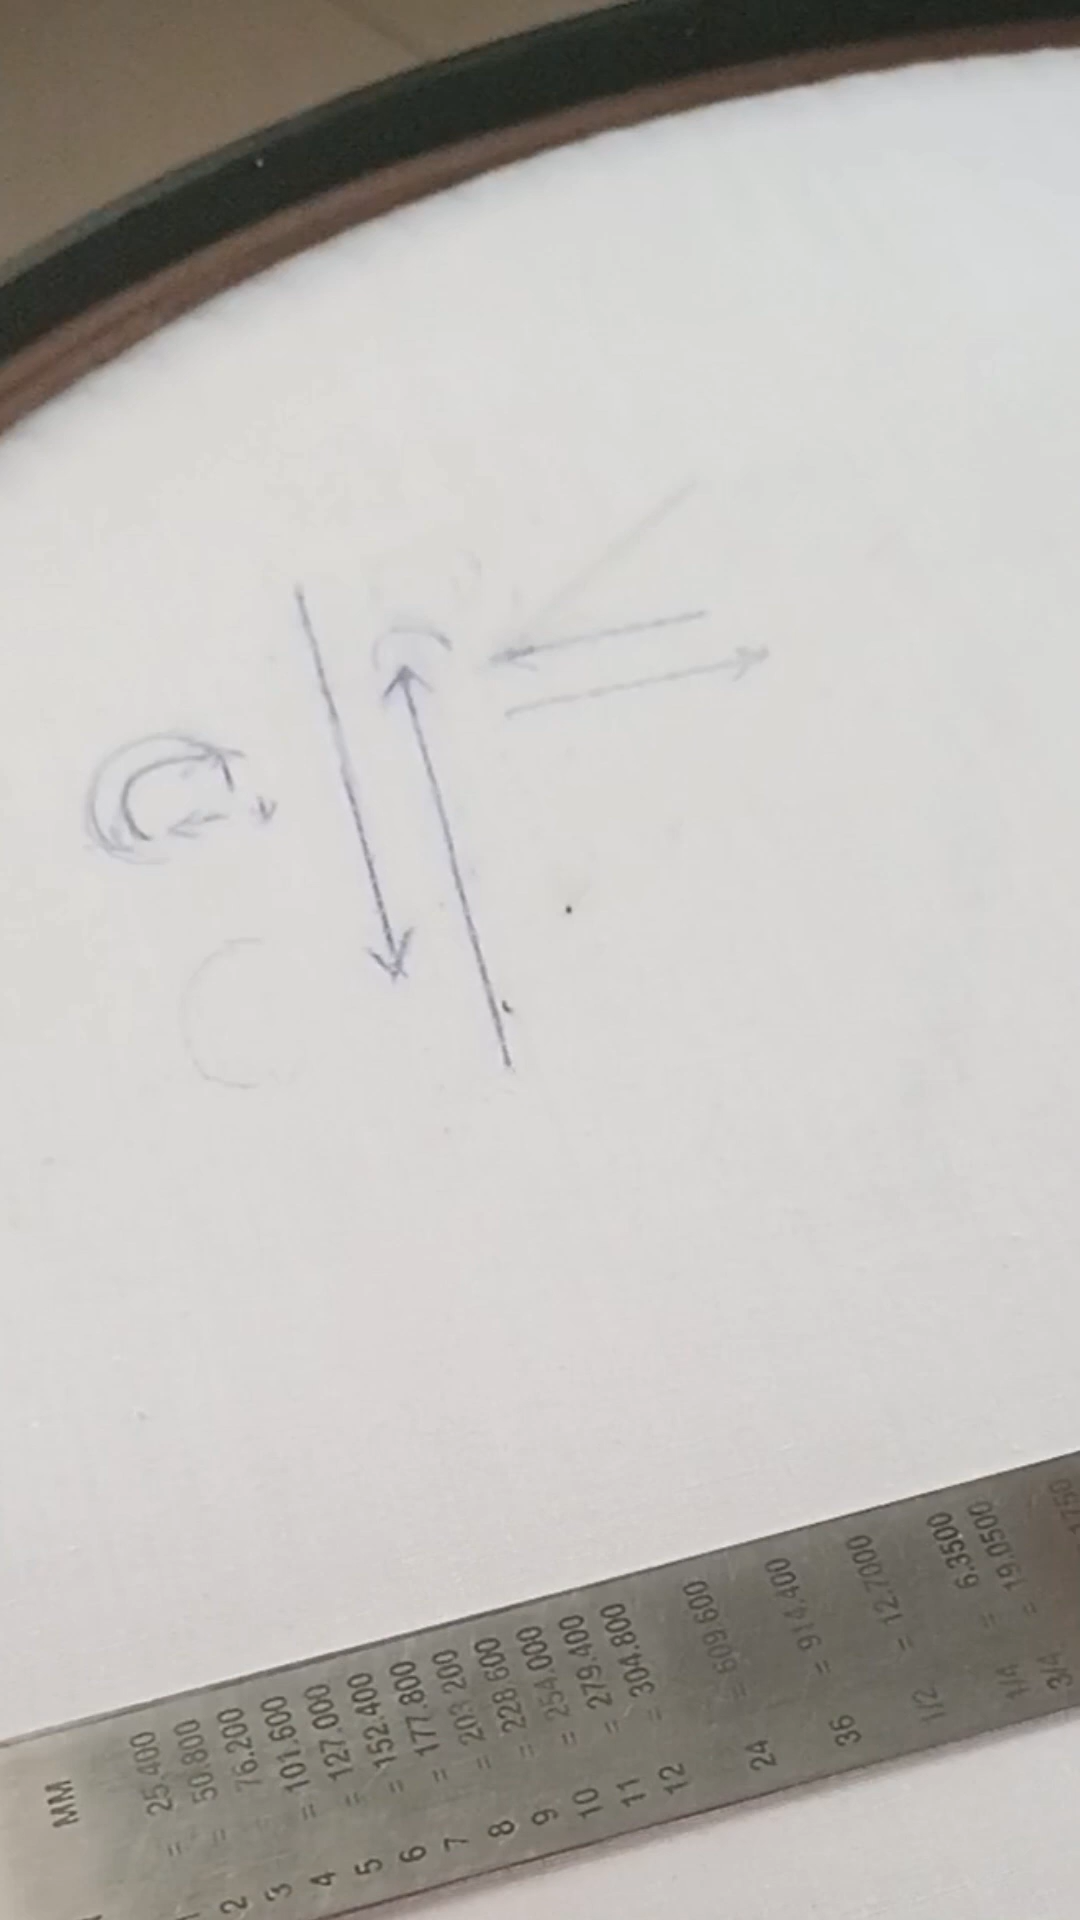 MM
= 25.400
2 = 50.800
3 = 76.200
4 = 101.600
5 = 127.000
6 = 152.400
7 = 177.800
8 = 203.200
9 = 228.600
10 = 254.000
11 = 279.400
12 = 304.800
24 = 609.600
36 = 914.400
1/2 = 12.7000
1/4 = 6.3500
3/4 = 19.0500